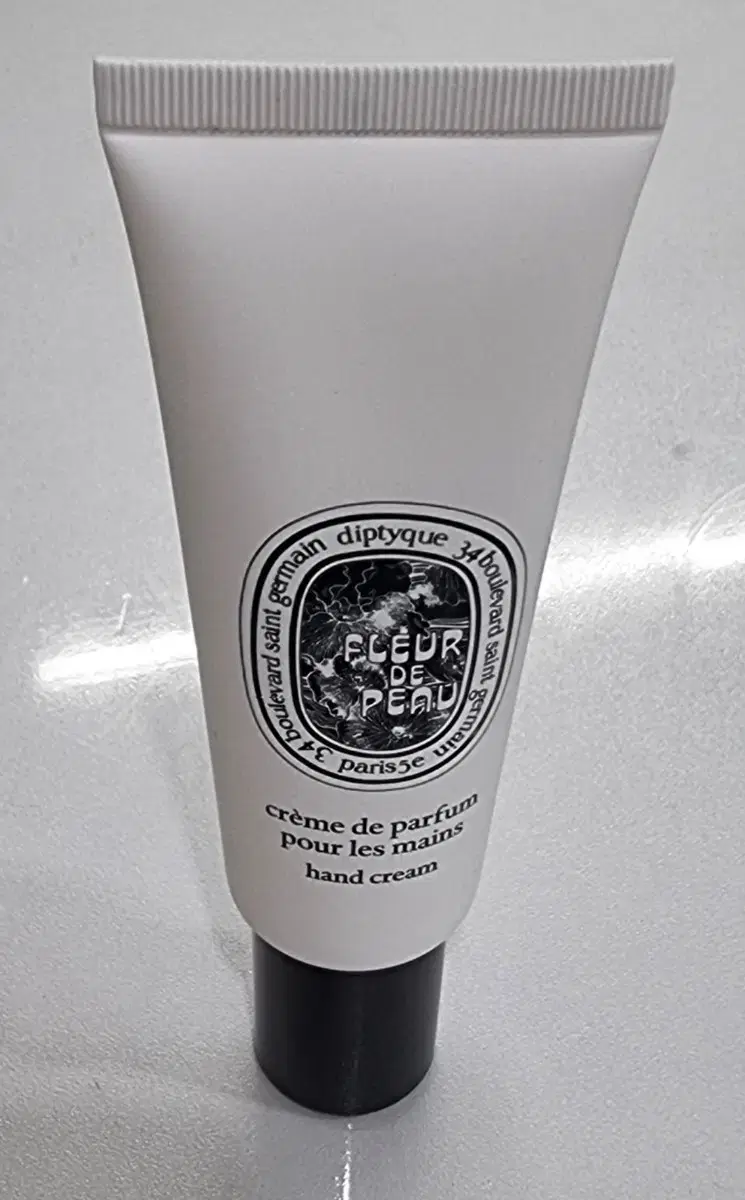 diptyque 34 boulevard saint germain paris 5e 34 boulevard saint germain
FLEUR
DE
PEAU
crème de parfum
pour les mains
hand cream